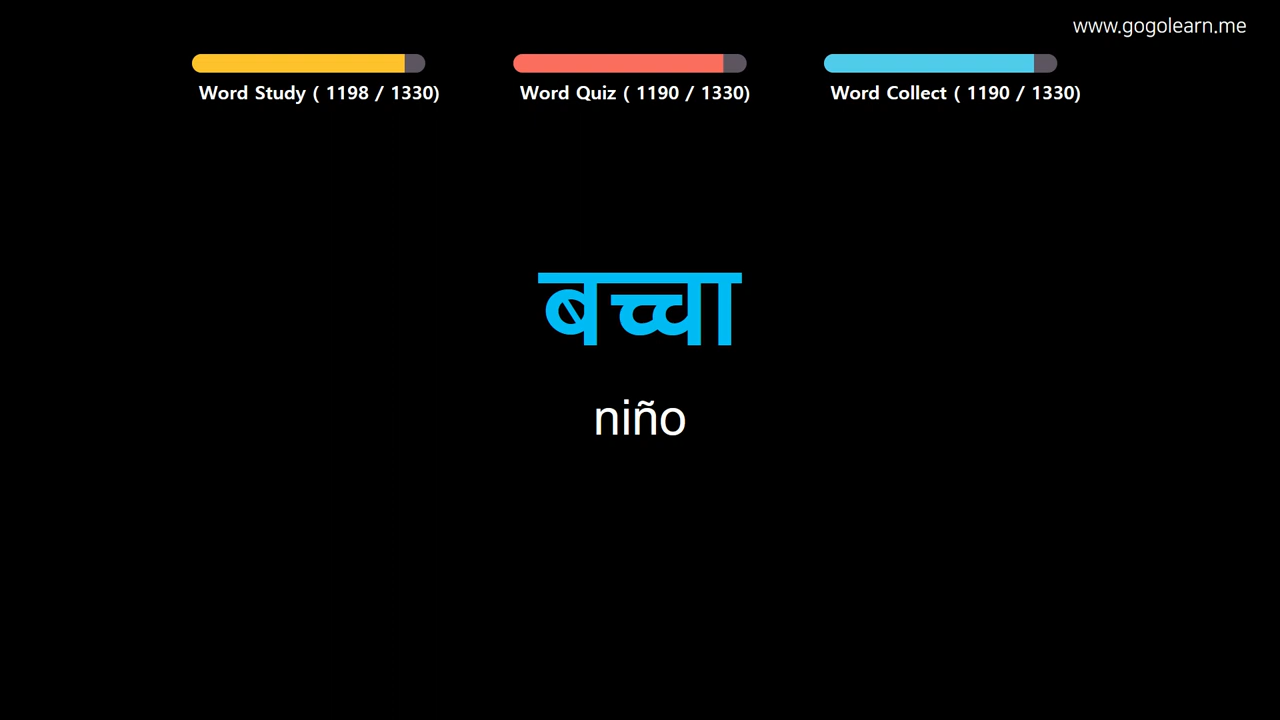 www.gogolearn.me
Word Study ( 1198 / 1330)
Word Quiz ( 1190 / 1330)
Word Collect ( 1190 / 1330)
बच्चा
niño